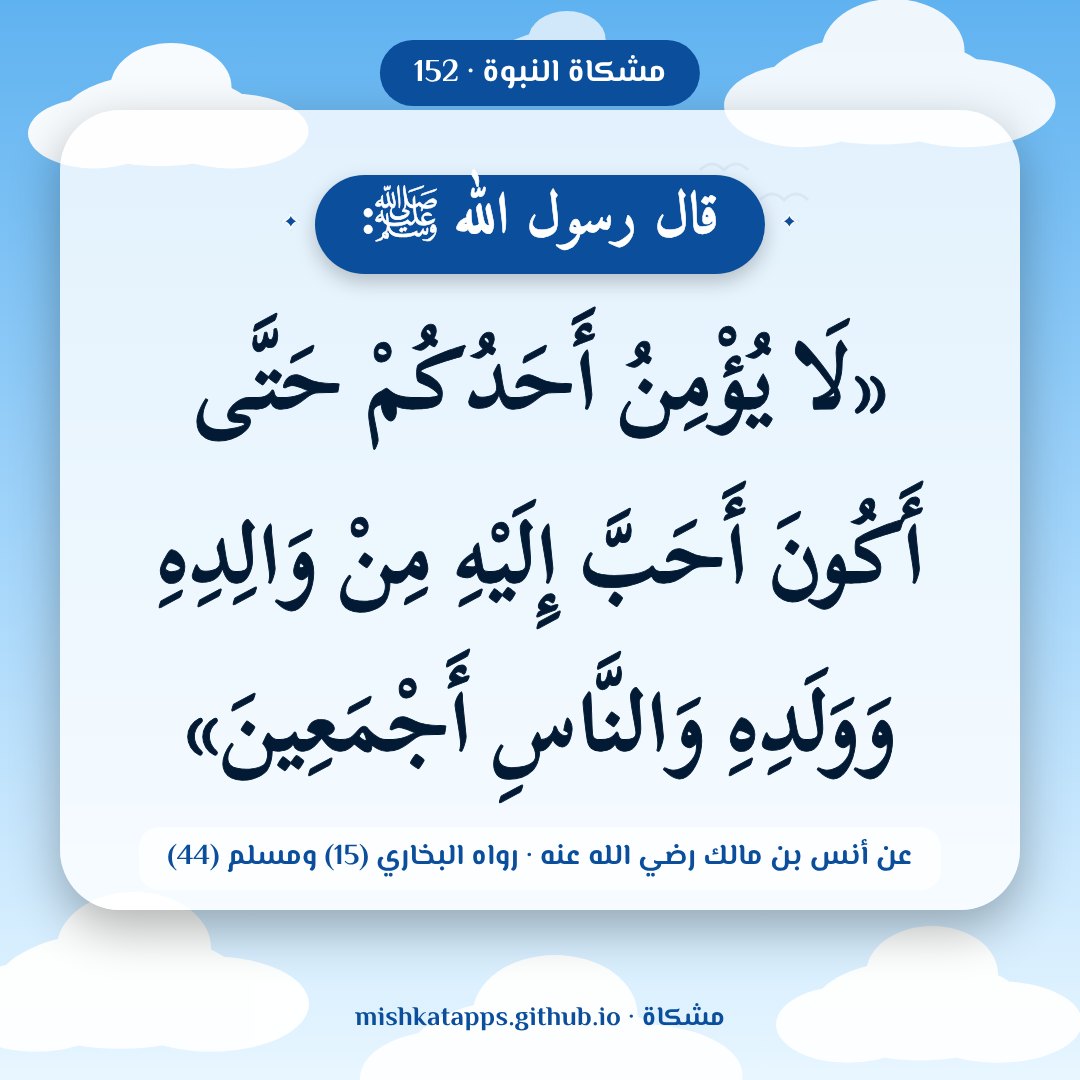 مشكاة النبوة · 152
قال رسول الله ﷺ:
«لَا يُؤْمِنُ أَحَدُكُمْ حَتَّى
أَكُونَ أَحَبَّ إِلَيْهِ مِنْ وَالِدِهِ
وَوَلَدِهِ وَالنَّاسِ أَجْمَعِينَ»
عن أنس بن مالك رضي الله عنه · رواه البخاري (15) ومسلم (44)
مشكاة · mishkatapps.github.io